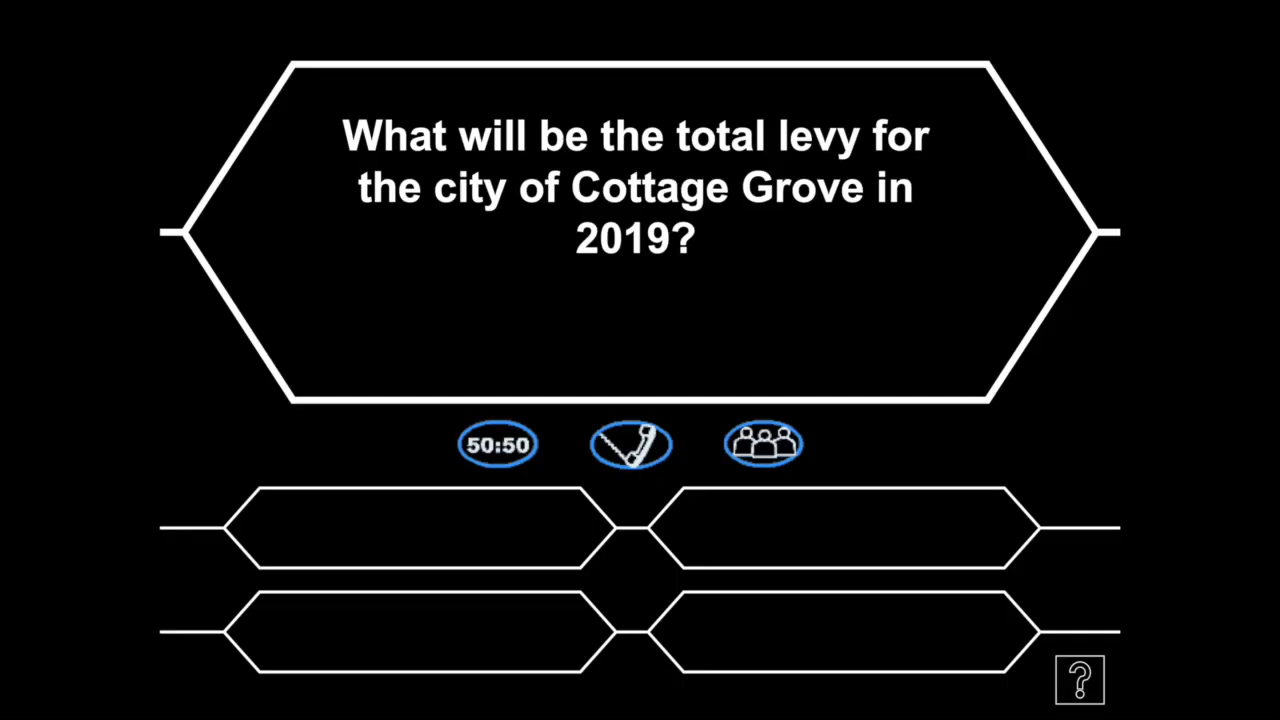 What will be the total levy for
the city of Cottage Grove in
2019?
50:50
?